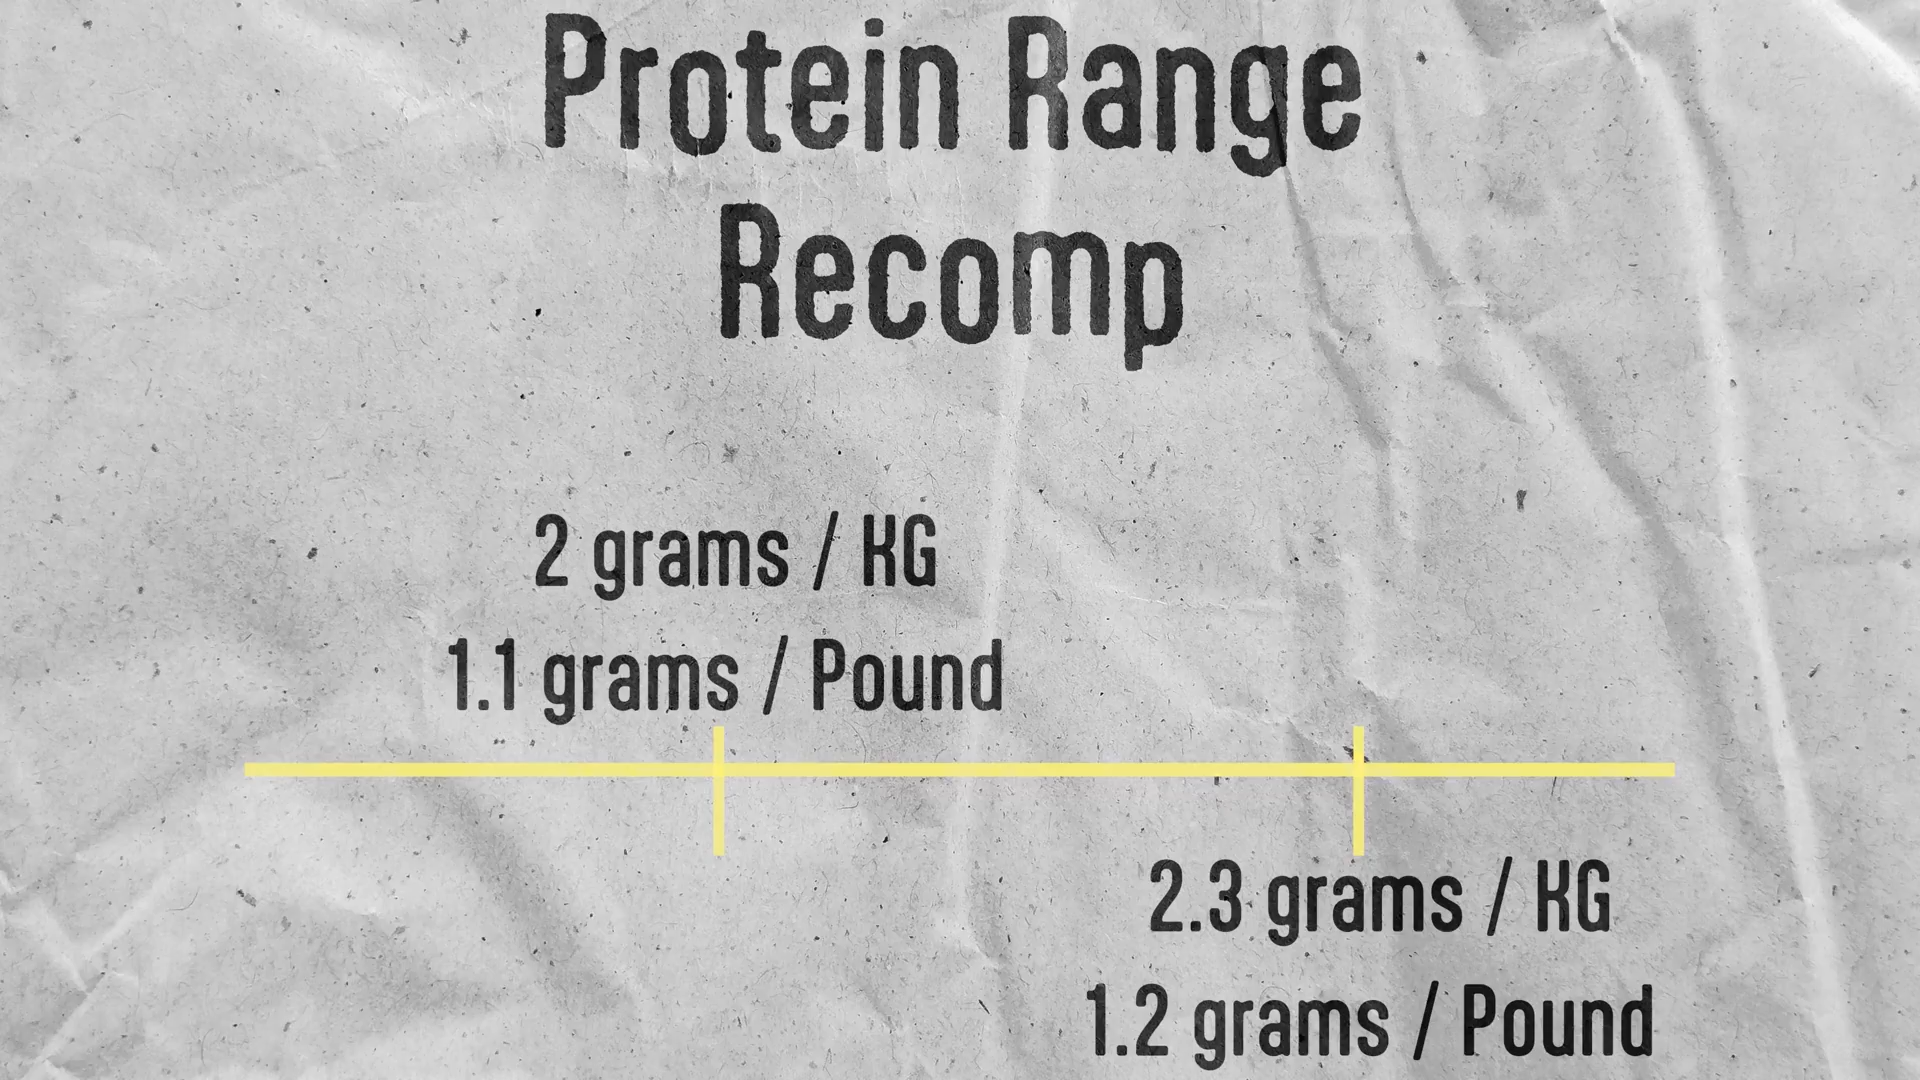 Protein Range
Recomp
2 grams / KG
1.1 grams / Pound
2.3 grams / KG
1.2 grams / Pound